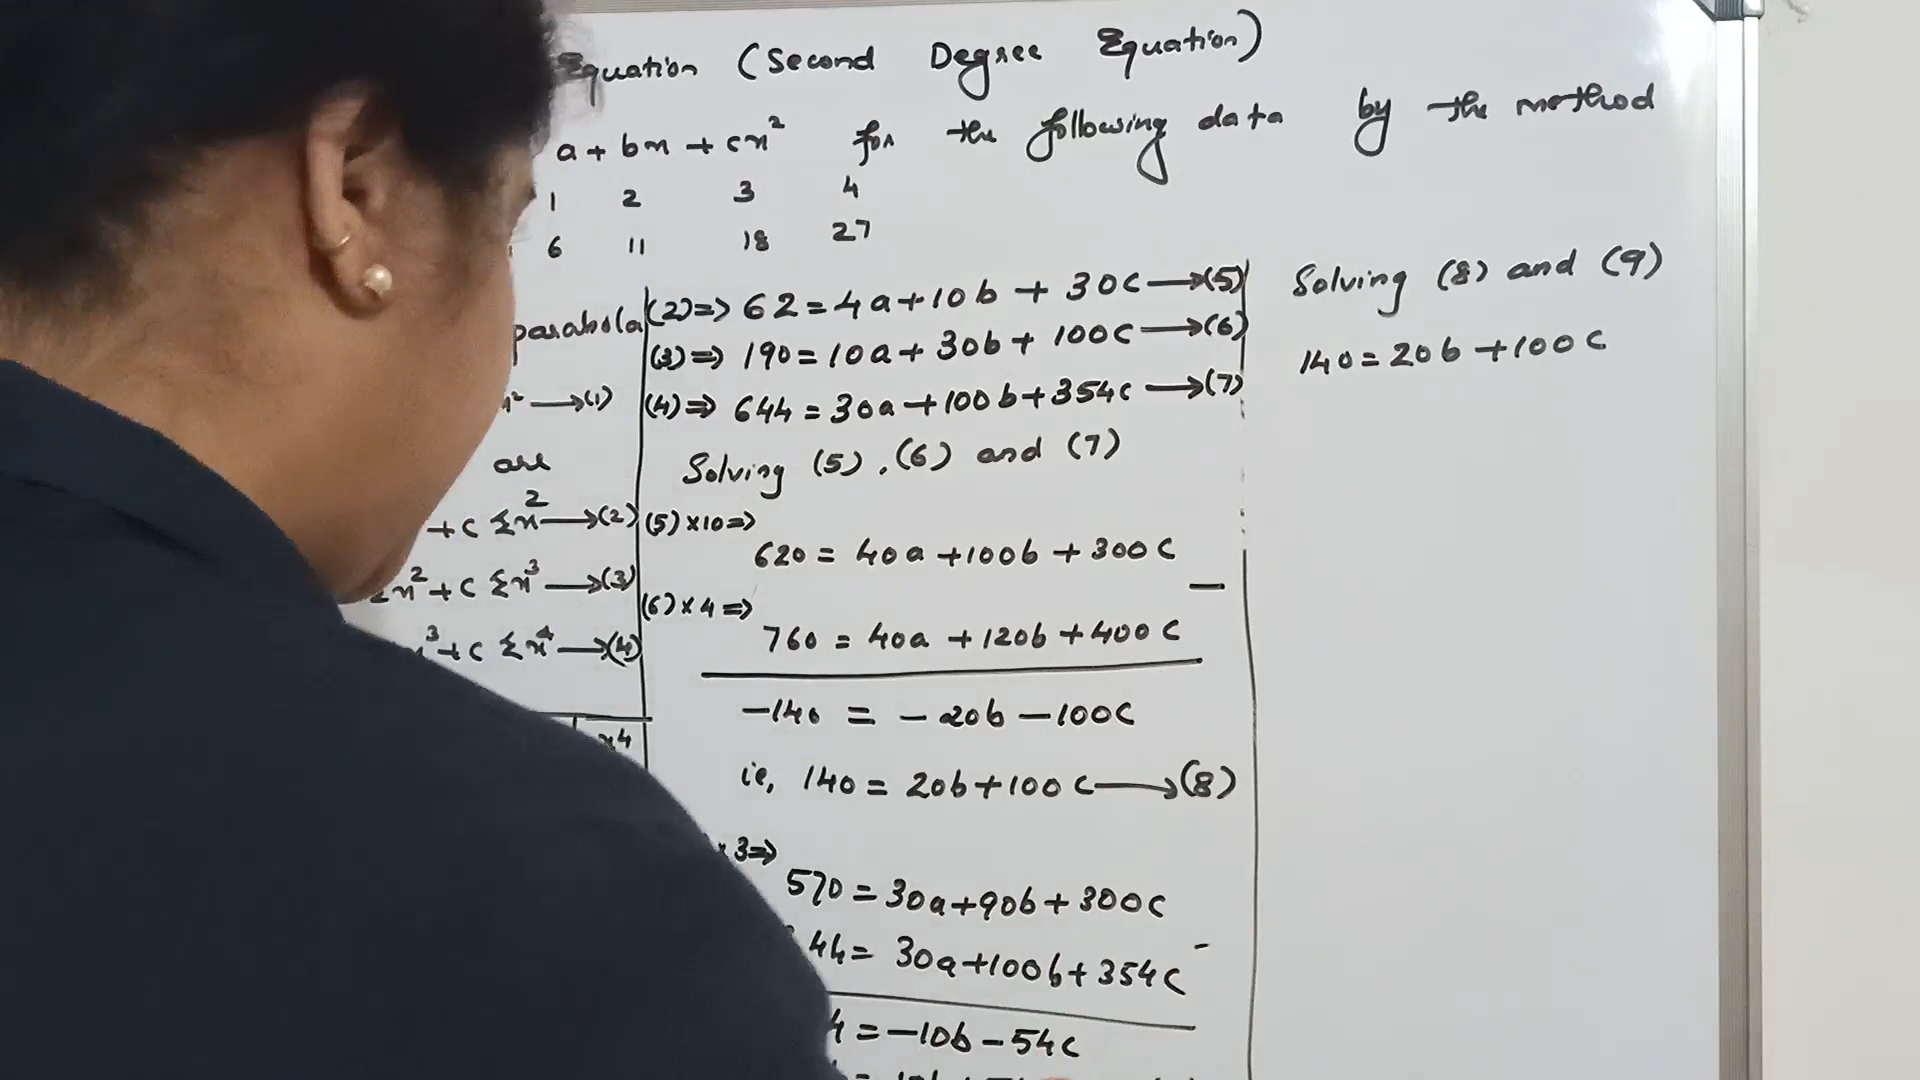 Equation (Second Degree Equation)
a + bx + cx² for the following data by the method
1 2 3 4
6 11 18 27
parabola
x² → (1)
are
+ c Σx² → (2)
Σx² + c Σx³ → (3)
x³ + c Σx⁴ → (4)
x⁴
(2) ⇒ 62 = 4a + 10b + 30c → (5)
(3) ⇒ 190 = 10a + 30b + 100c → (6)
(4) ⇒ 644 = 30a + 100b + 354c → (7)
Solving (5), (6) and (7)
(5) × 10 ⇒
620 = 40a + 100b + 300c
−
(6) × 4 ⇒
760 = 40a + 120b + 400c
−140 = −20b − 100c
ie, 140 = 20b + 100c → (8)
× 3 ⇒
570 = 30a + 90b + 300c
−
44 = 30a + 100b + 354c
4 = −10b − 54c
Solving (8) and (9)
140 = 20b + 100c